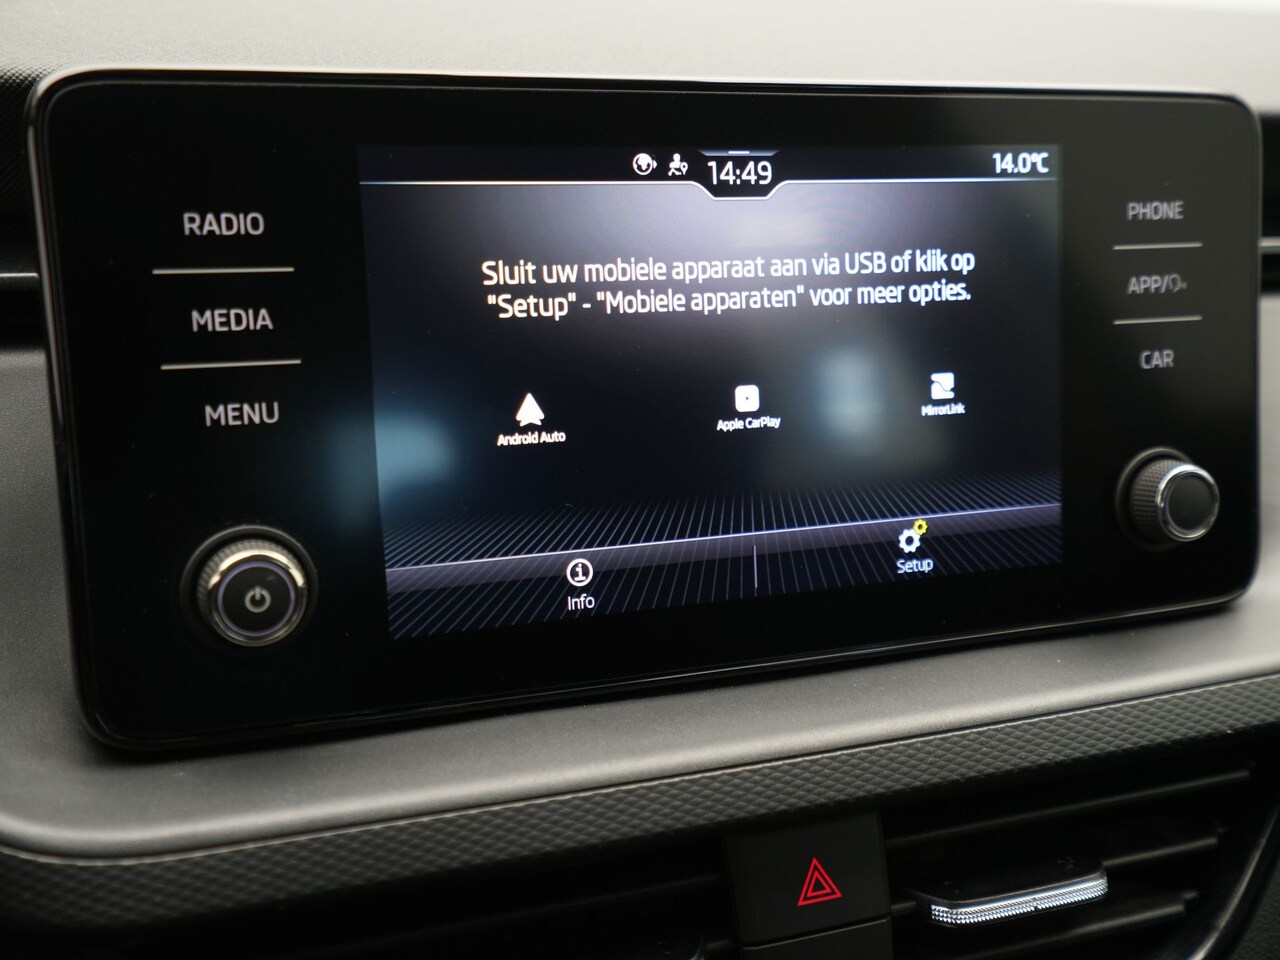 14:49
14.0°C
RADIO
MEDIA
MENU
Sluit uw mobiele apparaat aan via USB of klik op
"Setup" - "Mobiele apparaten" voor meer opties.
Android Auto
Apple CarPlay
MirrorLink
Info
Setup
PHONE
APP/
CAR